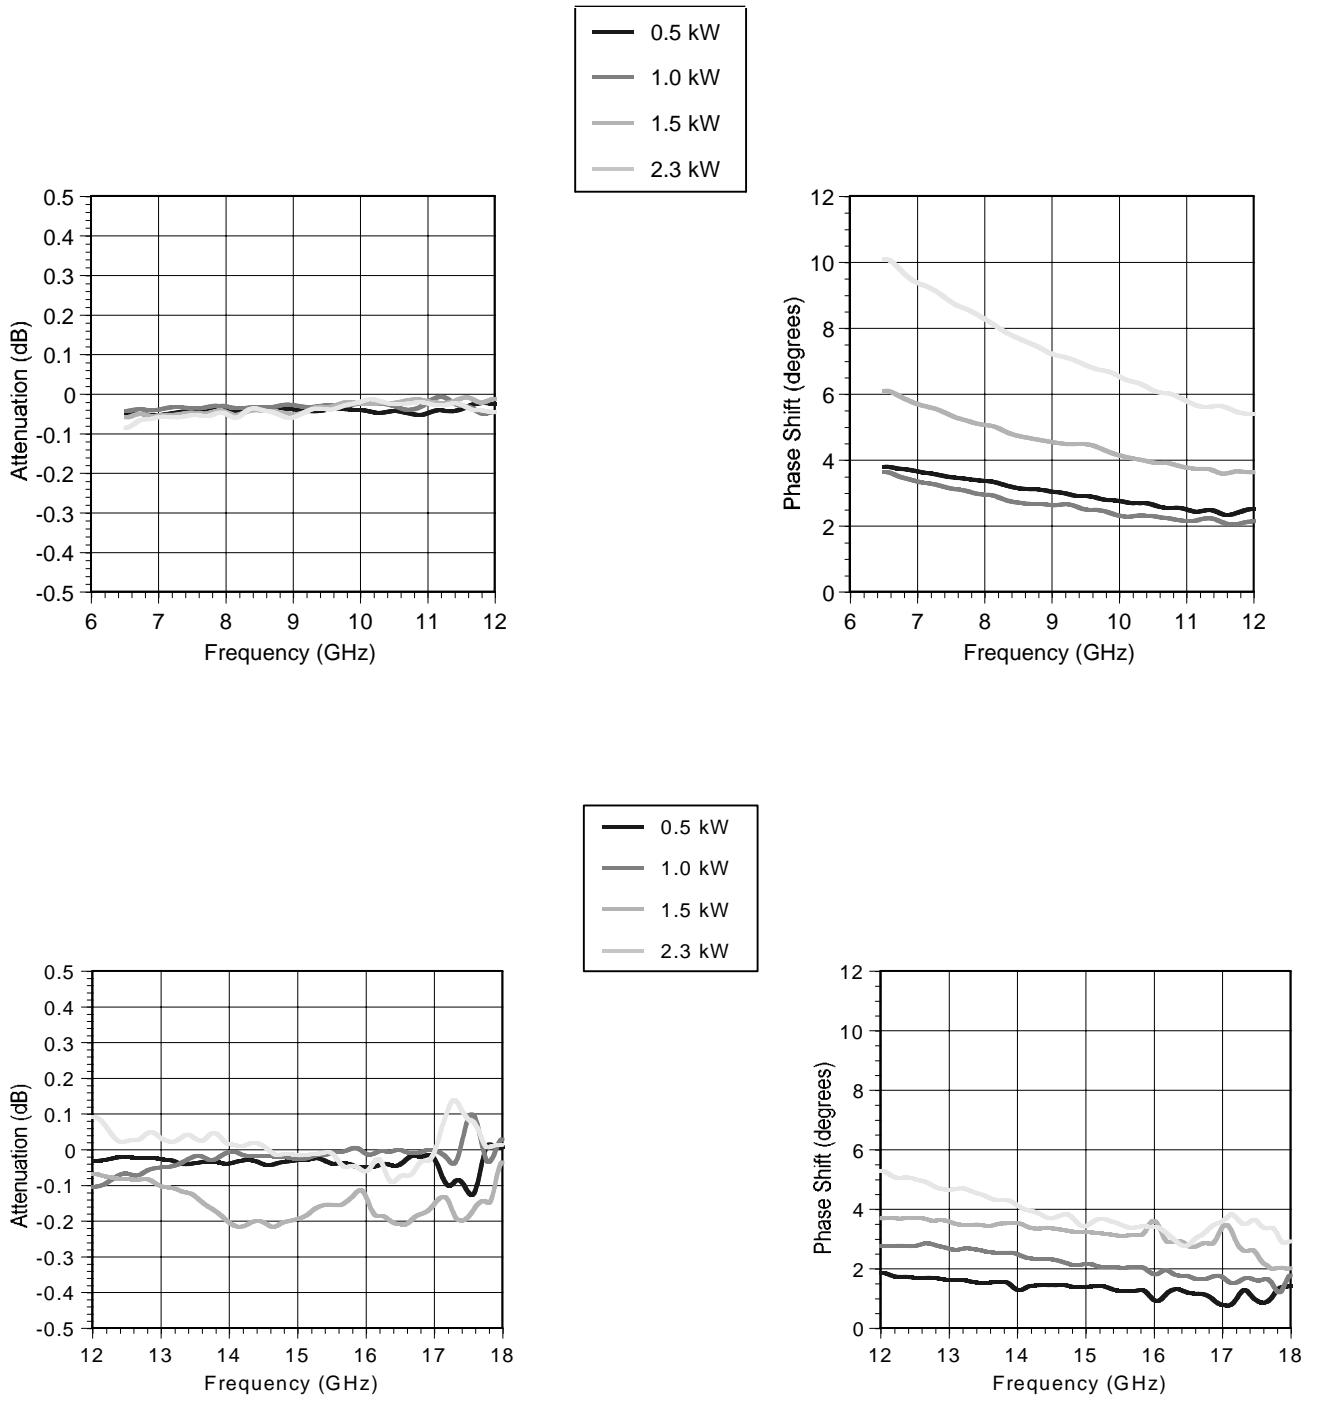 0.5 kW
1.0 kW
1.5 kW
2.3 kW
0.5
0.4
0.3
0.2
0.1
0
-0.1
-0.2
-0.3
-0.4
-0.5
Attenuation (dB)
6 7 8 9 10 11 12
Frequency (GHz)
12
10
8
6
4
2
0
Phase Shift (degrees)
6 7 8 9 10 11 12
Frequency (GHz)
0.5 kW
1.0 kW
1.5 kW
2.3 kW
0.5
0.4
0.3
0.2
0.1
0
-0.1
-0.2
-0.3
-0.4
-0.5
Attenuation (dB)
12 13 14 15 16 17 18
Frequency (GHz)
12
10
8
6
4
2
0
Phase Shift (degrees)
12 13 14 15 16 17 18
Frequency (GHz)